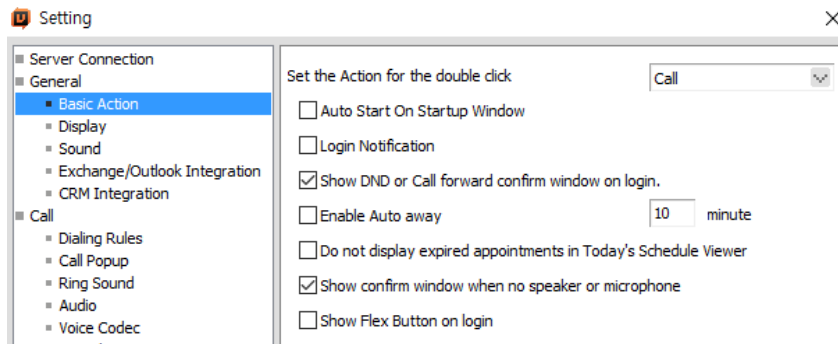 Setting
Server Connection
General
Basic Action
Display
Sound
Exchange/Outlook Integration
CRM Integration
Call
Dialing Rules
Call Popup
Ring Sound
Audio
Voice Codec
Set the Action for the double click Call
Auto Start On Startup Window
Login Notification
Show DND or Call forward confirm window on login.
Enable Auto away 10 minute
Do not display expired appointments in Today's Schedule Viewer
Show confirm window when no speaker or microphone
Show Flex Button on login